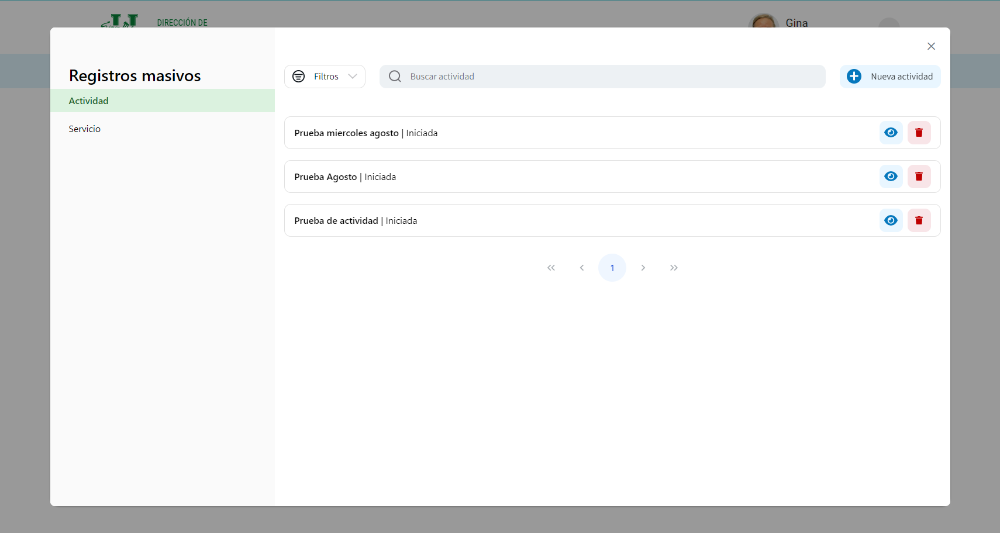 DIRECCIÓN DE
Gina
Registros masivos
Actividad
Servicio
Filtros
Buscar actividad
Nueva actividad
Prueba miercoles agosto | Iniciada
Prueba Agosto | Iniciada
Prueba de actividad | Iniciada
1